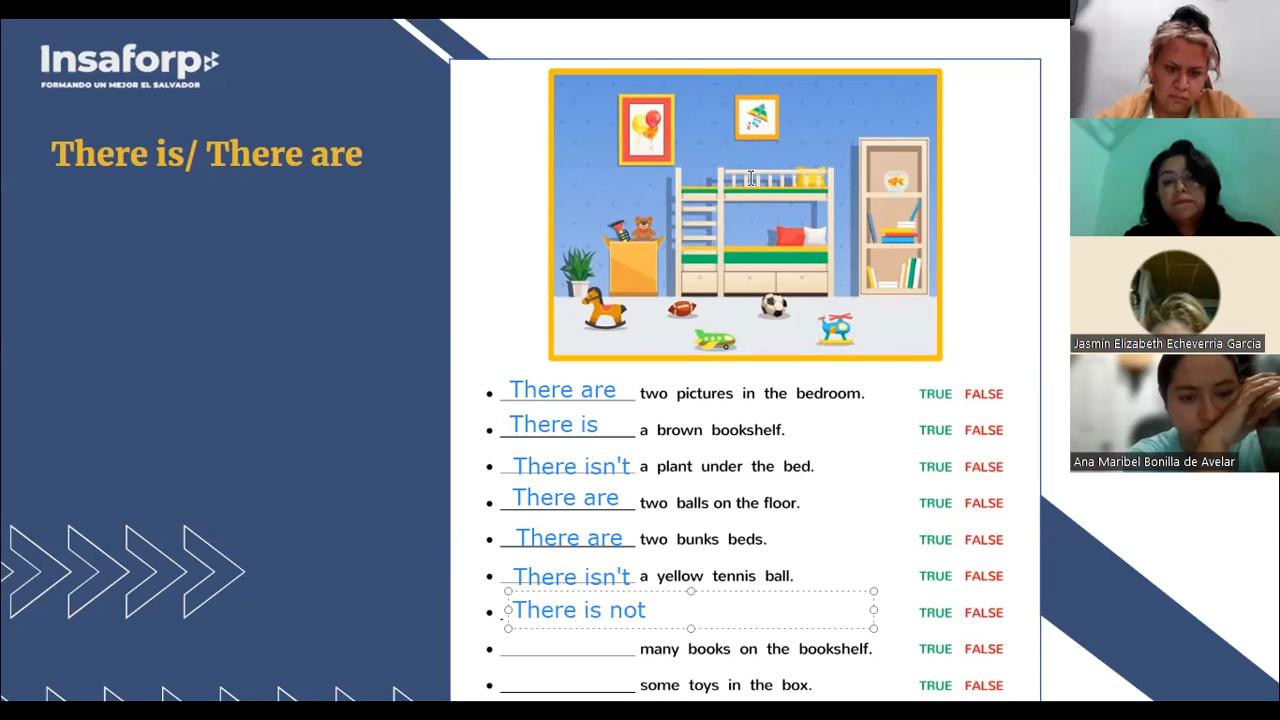 Insaforp
FORMANDO UN MEJOR EL SALVADOR
There is/ There are
• There are two pictures in the bedroom. TRUE FALSE
• There is a brown bookshelf. TRUE FALSE
• There isn't a plant under the bed. TRUE FALSE
• There are two balls on the floor. TRUE FALSE
• There are two bunks beds. TRUE FALSE
• There isn't a yellow tennis ball. TRUE FALSE
• There is not TRUE FALSE
• ____________ many books on the bookshelf. TRUE FALSE
• ____________ some toys in the box. TRUE FALSE
Jasmin Elizabeth Echeverria Garcia
Ana Maribel Bonilla de Avelar